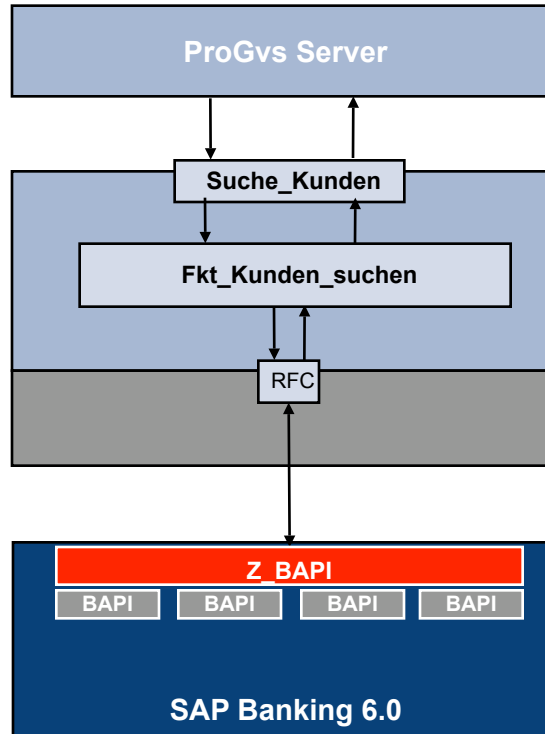 ProGvs Server
Suche_Kunden
Fkt_Kunden_suchen
RFC
Z_BAPI
BAPI BAPI BAPI BAPI
SAP Banking 6.0